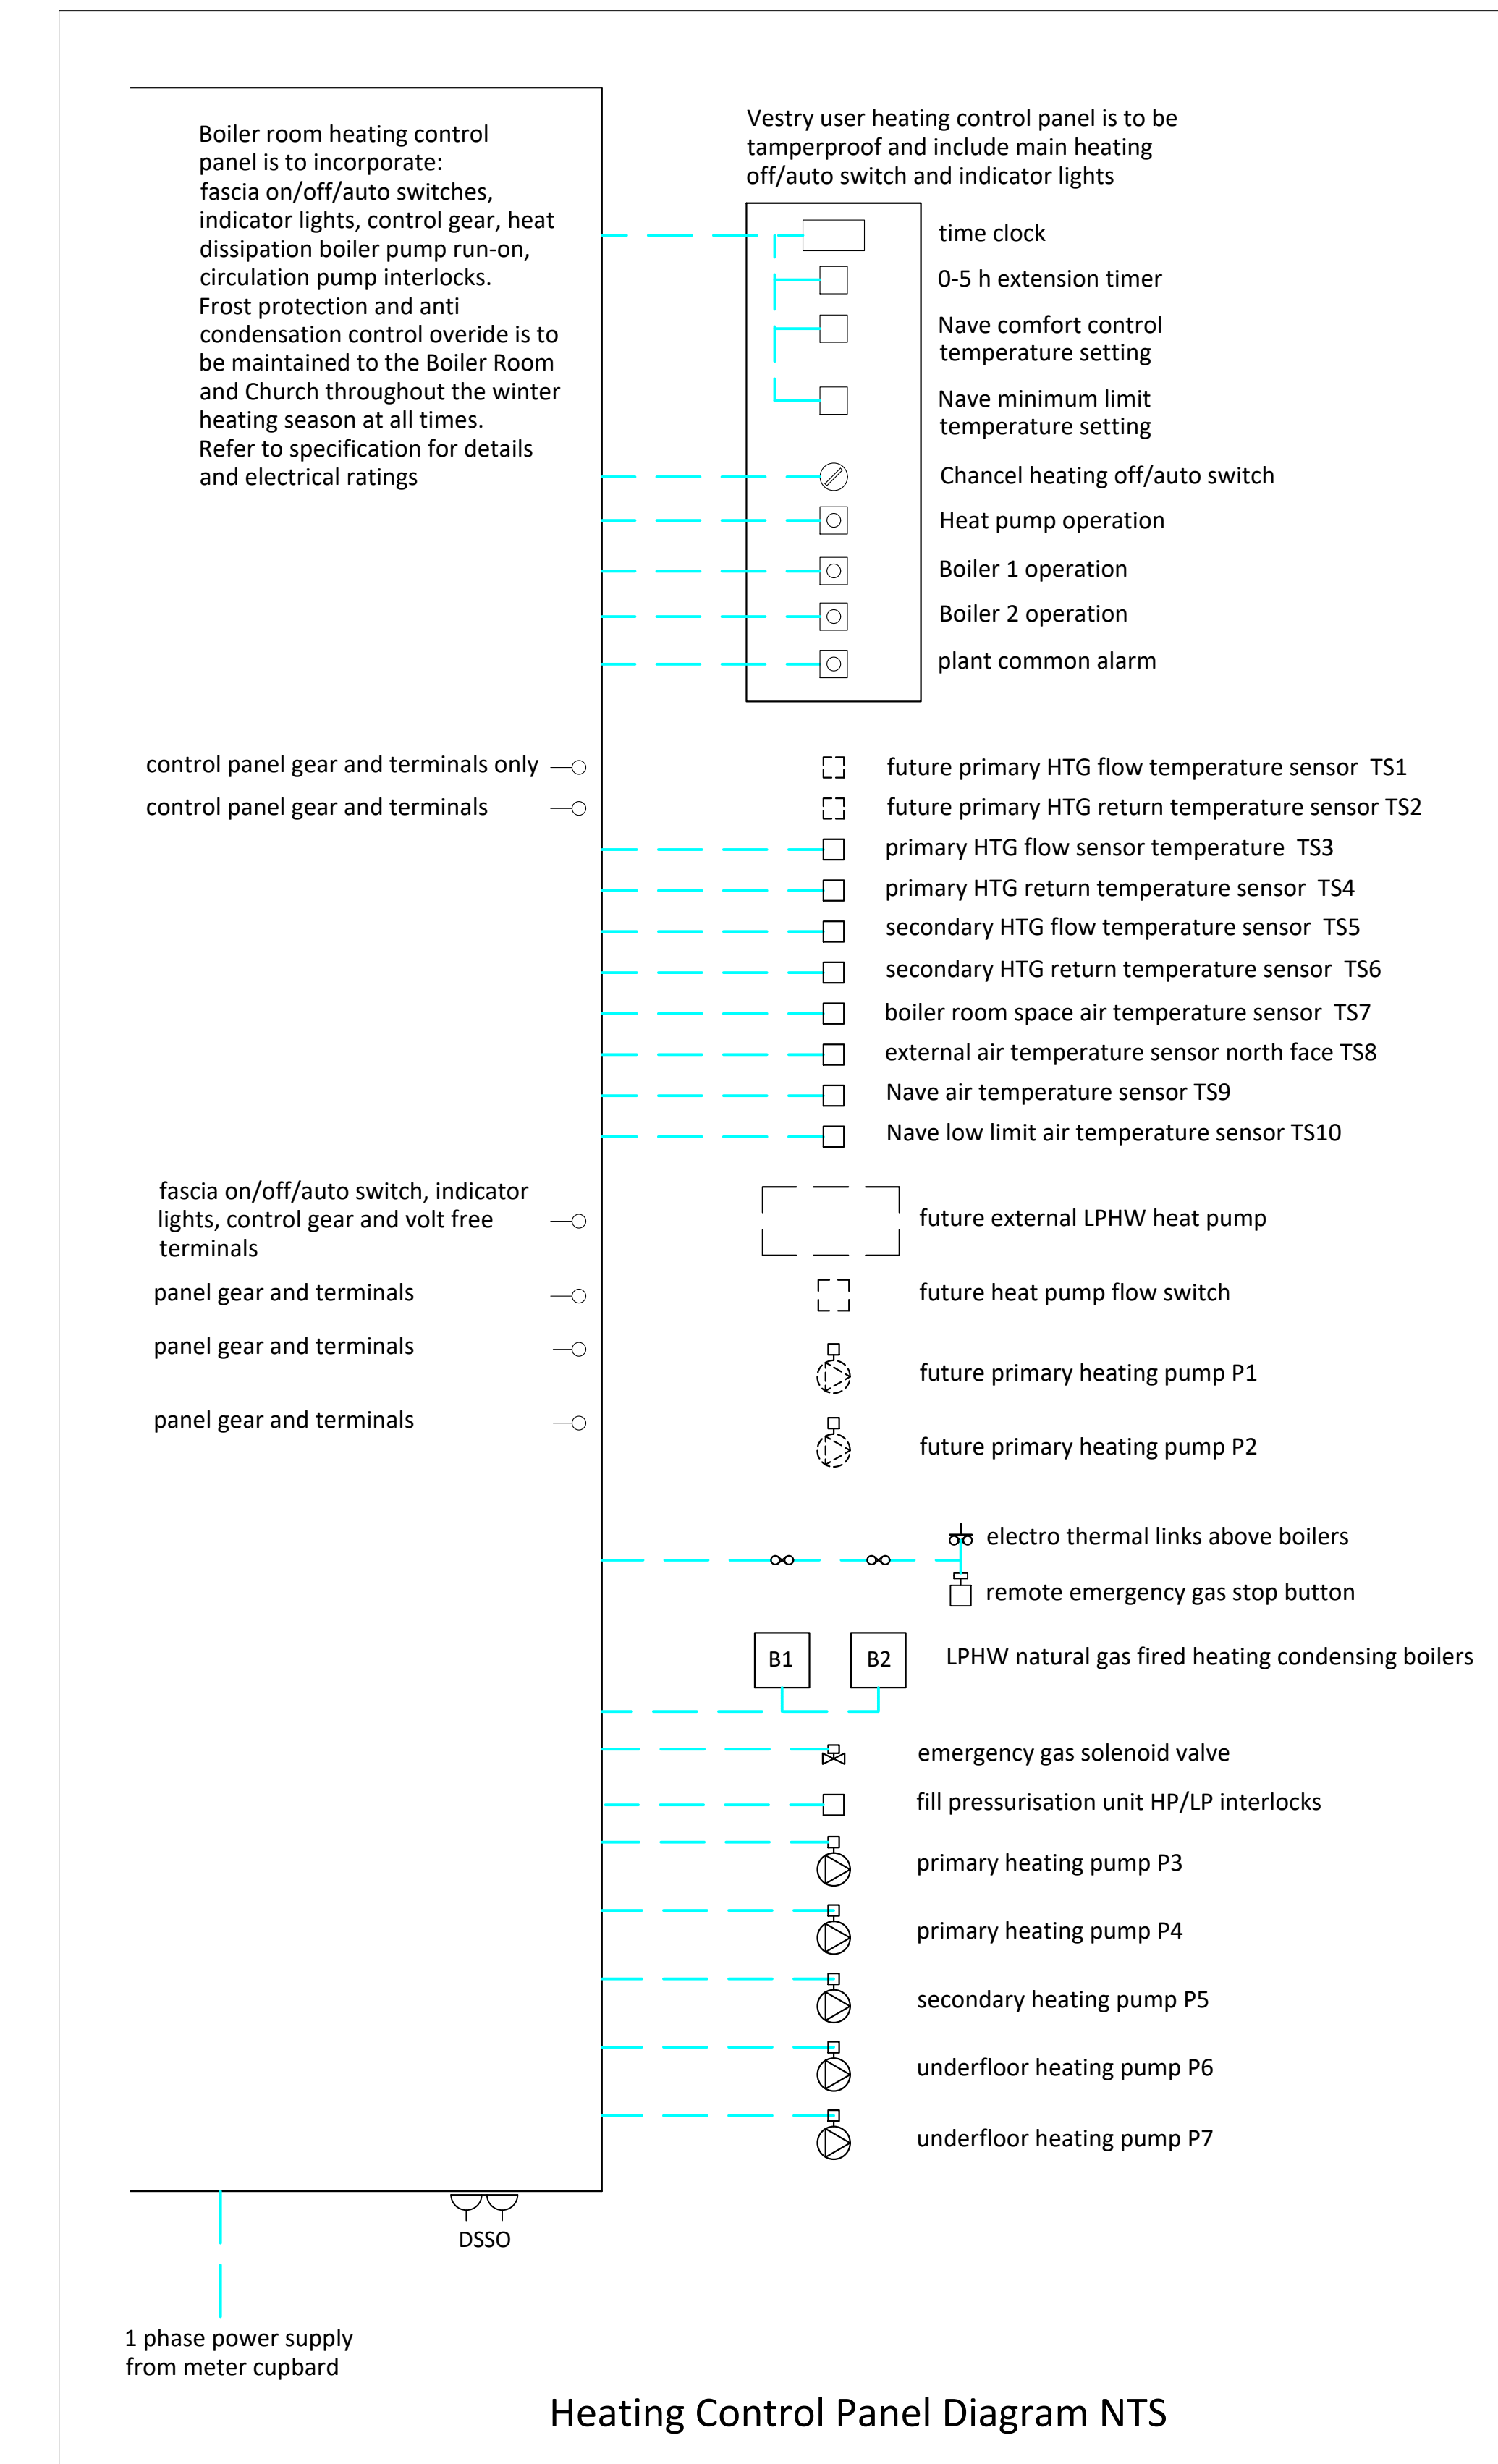 Boiler room heating control
panel is to incorporate:
fascia on/off/auto switches,
indicator lights, control gear, heat
dissipation boiler pump run-on,
circulation pump interlocks.
Frost protection and anti
condensation control overide is to
be maintained to the Boiler Room
and Church throughout the winter
heating season at all times.
Refer to specification for details
and electrical ratings
Vestry user heating control panel is to be
tamperproof and include main heating
off/auto switch and indicator lights
time clock
0-5 h extension timer
Nave comfort control
temperature setting
Nave minimum limit
temperature setting
Chancel heating off/auto switch
Heat pump operation
Boiler 1 operation
Boiler 2 operation
plant common alarm
control panel gear and terminals only
future primary HTG flow temperature sensor TS1
control panel gear and terminals
future primary HTG return temperature sensor TS2
primary HTG flow sensor temperature TS3
primary HTG return temperature sensor TS4
secondary HTG flow temperature sensor TS5
secondary HTG return temperature sensor TS6
boiler room space air temperature sensor TS7
external air temperature sensor north face TS8
Nave air temperature sensor TS9
Nave low limit air temperature sensor TS10
fascia on/off/auto switch, indicator
lights, control gear and volt free
terminals
future external LPHW heat pump
panel gear and terminals
future heat pump flow switch
panel gear and terminals
future primary heating pump P1
panel gear and terminals
future primary heating pump P2
electro thermal links above boilers
remote emergency gas stop button
B1
B2
LPHW natural gas fired heating condensing boilers
emergency gas solenoid valve
fill pressurisation unit HP/LP interlocks
primary heating pump P3
primary heating pump P4
secondary heating pump P5
underfloor heating pump P6
underfloor heating pump P7
DSSO
1 phase power supply
from meter cupbard
Heating Control Panel Diagram NTS